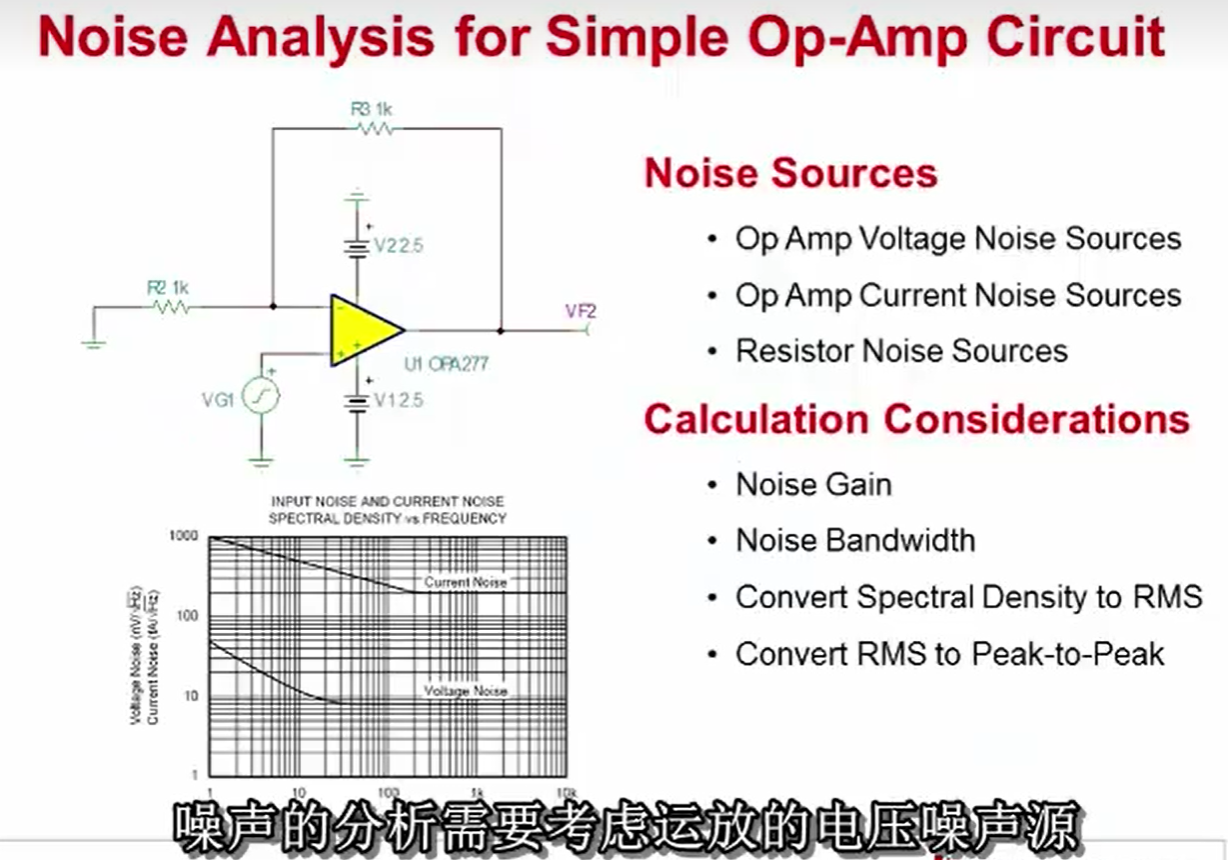 Noise Analysis for Simple Op-Amp Circuit
R3 1k
V2 2.5
R2 1k
VF2
U1 OPA277
VG1
V1 2.5
INPUT NOISE AND CURRENT NOISE
SPECTRAL DENSITY vs FREQUENCY
Voltage Noise (nV/√Hz)
Current Noise (fA/√Hz)
1000
100
10
1
Current Noise
Voltage Noise
1 10 100 1k 10k
Noise Sources
• Op Amp Voltage Noise Sources
• Op Amp Current Noise Sources
• Resistor Noise Sources
Calculation Considerations
• Noise Gain
• Noise Bandwidth
• Convert Spectral Density to RMS
• Convert RMS to Peak-to-Peak
噪声的分析需要考虑运放的电压噪声源